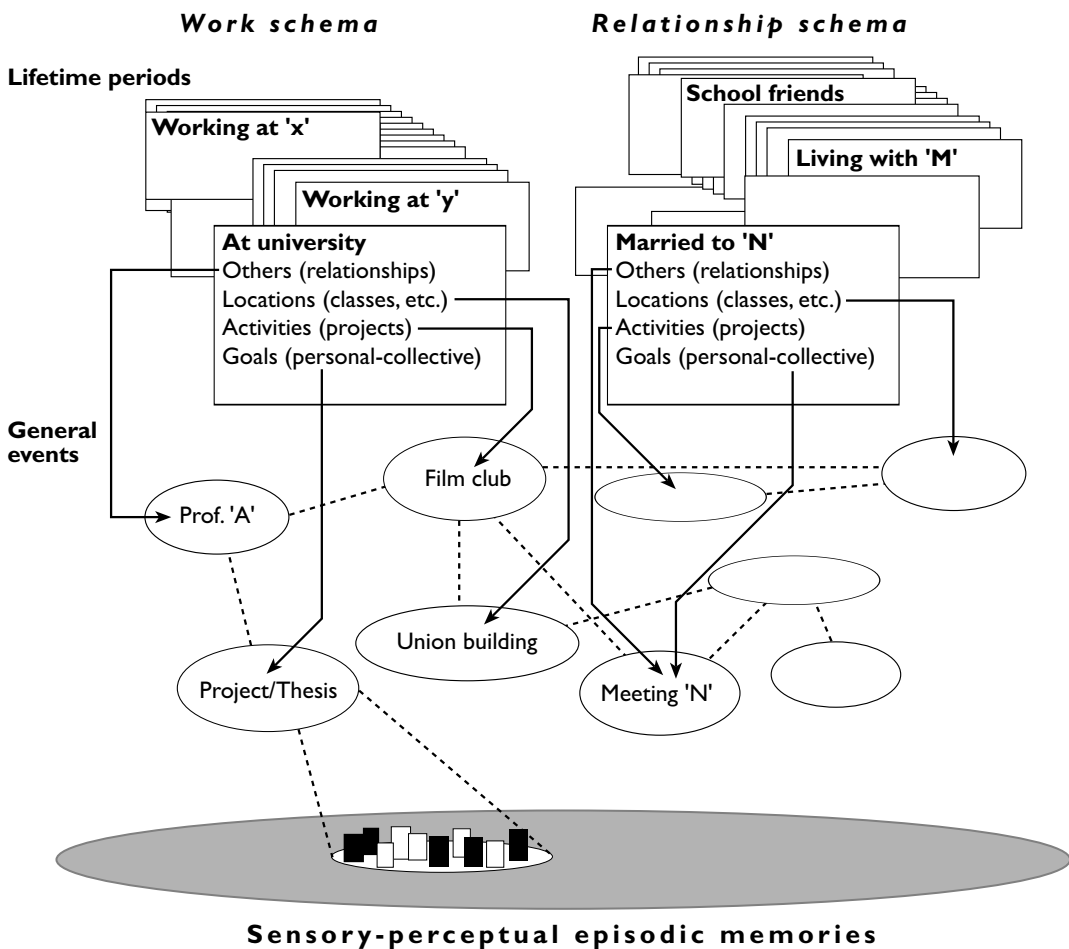 Work schema
Relationship schema
Lifetime periods
Working at 'x'
Working at 'y'
At university
Others (relationships)
Locations (classes, etc.)
Activities (projects)
Goals (personal-collective)
School friends
Living with 'M'
Married to 'N'
Others (relationships)
Locations (classes, etc.)
Activities (projects)
Goals (personal-collective)
General
events
Film club
Prof. 'A'
Union building
Project/Thesis
Meeting 'N'
Sensory-perceptual episodic memories